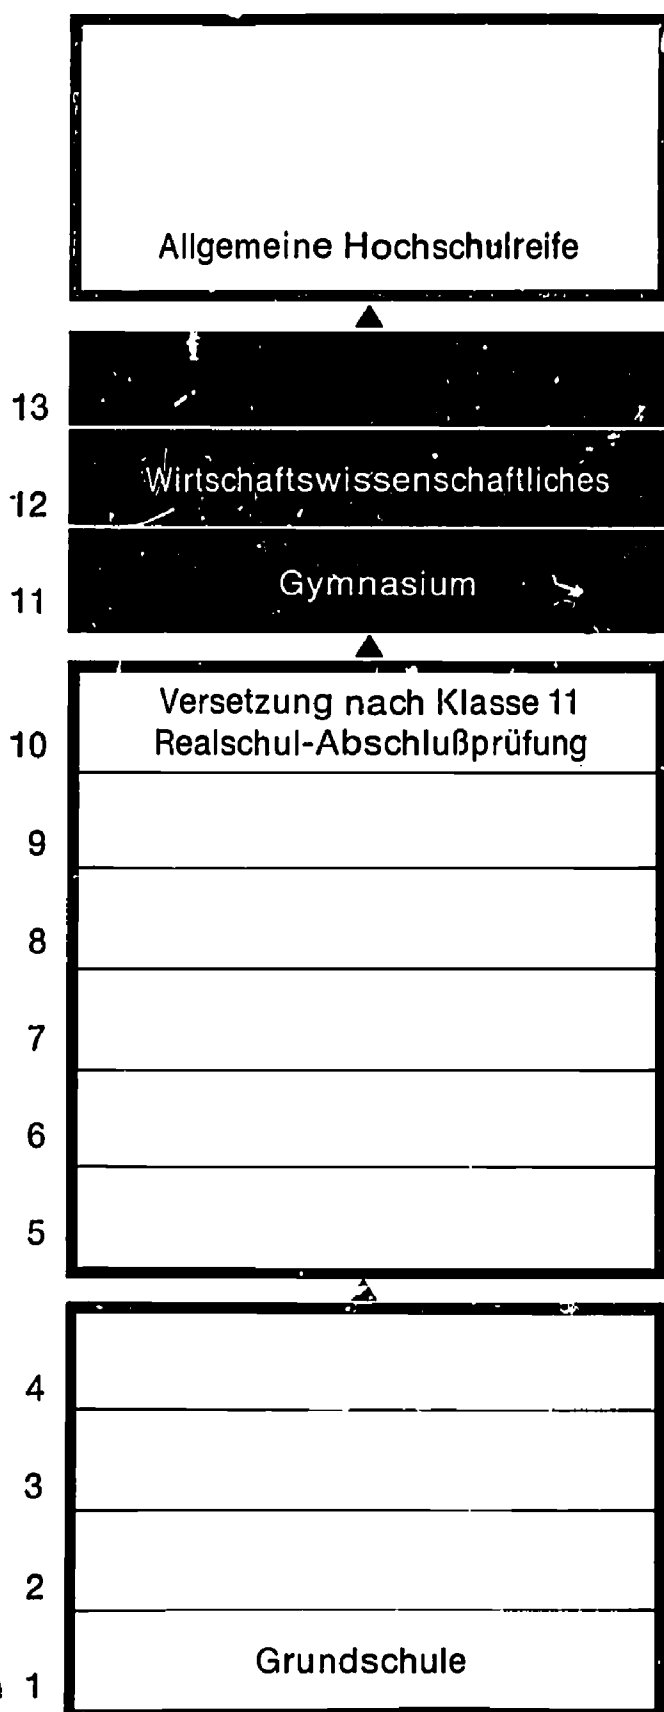 Allgemeine Hochschulreife
13
Wirtschaftswissenschaftliches
12
Gymnasium
11
Versetzung nach Klasse 11
10 Realschul-Abschlußprüfung
9
8
7
6
5
4
3
2
Grundschule
1